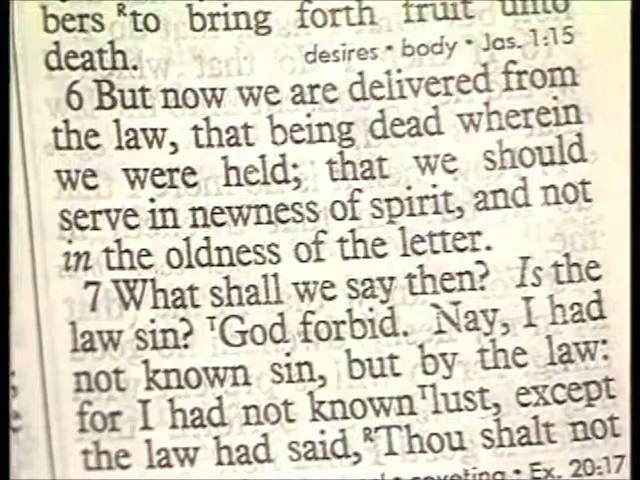 bers ᴿto bring forth fruit unto
death. desires • body • Jas. 1:15
6 But now we are delivered from
the law, that being dead wherein
we were held; that we should
serve in newness of spirit, and not
in the oldness of the letter.
7 What shall we say then? Is the
law sin? ᵀGod forbid. Nay, I had
not known sin, but by the law:
for I had not known ᵀlust, except
the law had said, ᴿThou shalt not
coveting • Ex. 20:17